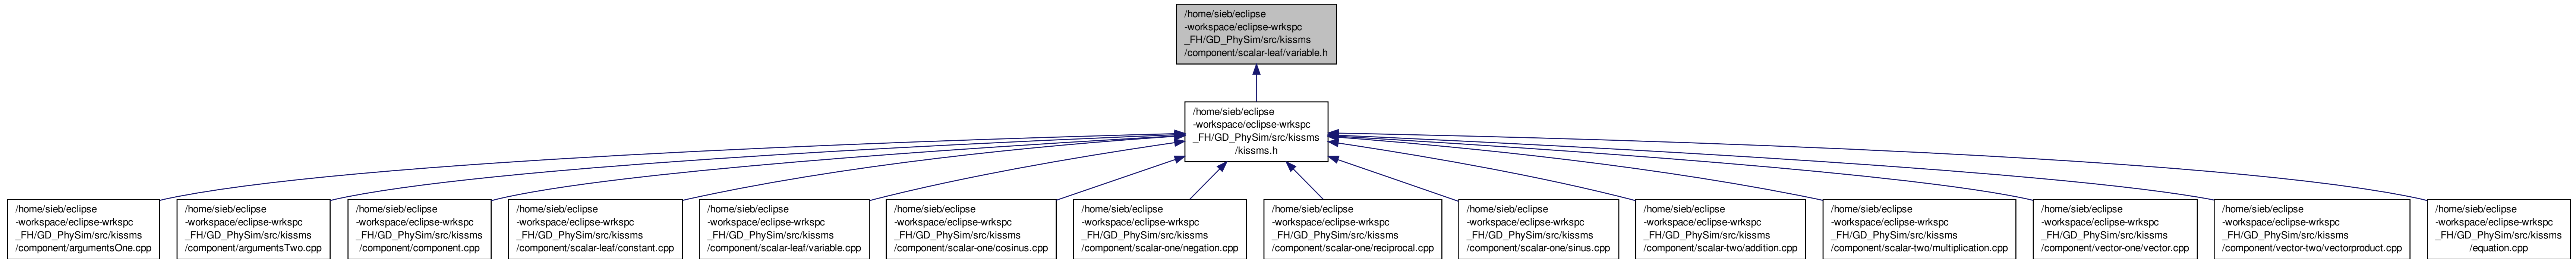 /home/sieb/eclipse
-workspace/eclipse-wrkspc
_FH/GD_PhySim/src/kissms
/component/scalar-leaf/variable.h
/home/sieb/eclipse
-workspace/eclipse-wrkspc
_FH/GD_PhySim/src/kissms
/kissms.h
/home/sieb/eclipse
-workspace/eclipse-wrkspc
_FH/GD_PhySim/src/kissms
/component/argumentsOne.cpp
/home/sieb/eclipse
-workspace/eclipse-wrkspc
_FH/GD_PhySim/src/kissms
/component/argumentsTwo.cpp
/home/sieb/eclipse
-workspace/eclipse-wrkspc
_FH/GD_PhySim/src/kissms
/component/component.cpp
/home/sieb/eclipse
-workspace/eclipse-wrkspc
_FH/GD_PhySim/src/kissms
/component/scalar-leaf/constant.cpp
/home/sieb/eclipse
-workspace/eclipse-wrkspc
_FH/GD_PhySim/src/kissms
/component/scalar-leaf/variable.cpp
/home/sieb/eclipse
-workspace/eclipse-wrkspc
_FH/GD_PhySim/src/kissms
/component/scalar-one/cosinus.cpp
/home/sieb/eclipse
-workspace/eclipse-wrkspc
_FH/GD_PhySim/src/kissms
/component/scalar-one/negation.cpp
/home/sieb/eclipse
-workspace/eclipse-wrkspc
_FH/GD_PhySim/src/kissms
/component/scalar-one/reciprocal.cpp
/home/sieb/eclipse
-workspace/eclipse-wrkspc
_FH/GD_PhySim/src/kissms
/component/scalar-one/sinus.cpp
/home/sieb/eclipse
-workspace/eclipse-wrkspc
_FH/GD_PhySim/src/kissms
/component/scalar-two/addition.cpp
/home/sieb/eclipse
-workspace/eclipse-wrkspc
_FH/GD_PhySim/src/kissms
/component/scalar-two/multiplication.cpp
/home/sieb/eclipse
-workspace/eclipse-wrkspc
_FH/GD_PhySim/src/kissms
/component/vector-one/vector.cpp
/home/sieb/eclipse
-workspace/eclipse-wrkspc
_FH/GD_PhySim/src/kissms
/component/vector-two/vectorproduct.cpp
/home/sieb/eclipse
-workspace/eclipse-wrkspc
_FH/GD_PhySim/src/kissms
/equation.cpp